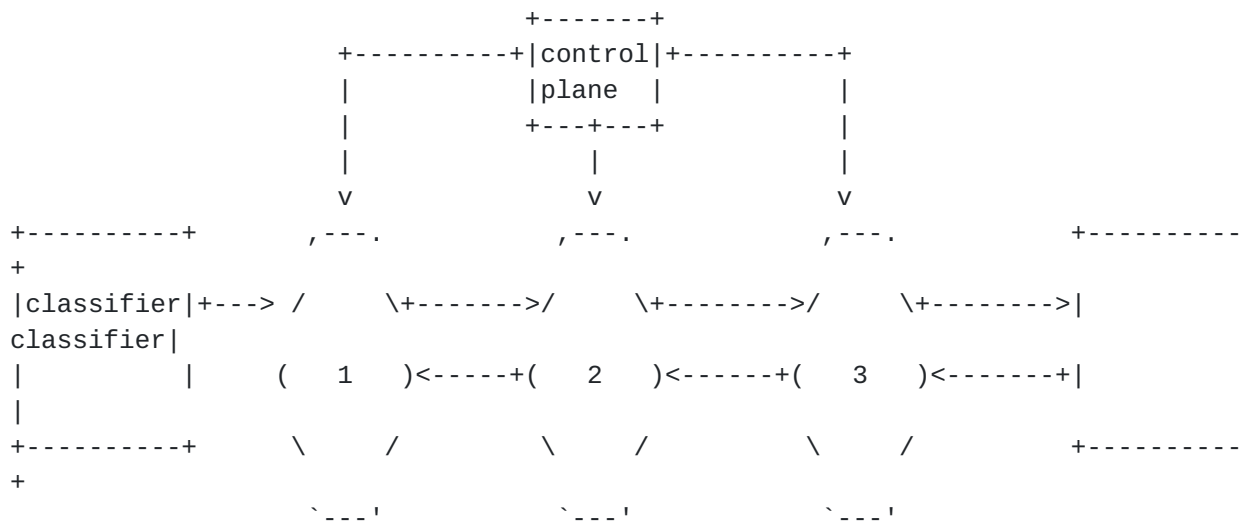 +-------+
                     +----------+|control|+----------+
                     |           |plane  |           |
                     |           +---+---+           |
                     |               |               |
                     v               v               v
+----------+       ,---.           ,---.            ,---.           +----------
+
|classifier|+---> /     \+------->/     \+-------->/     \+-------->|
classifier|
|          |     (   1   )<-----+(   2   )<------+(   3   )<-------+|
|
+----------+      \     /         \     /          \     /          +----------
+
                   `---'           `---'            `---'